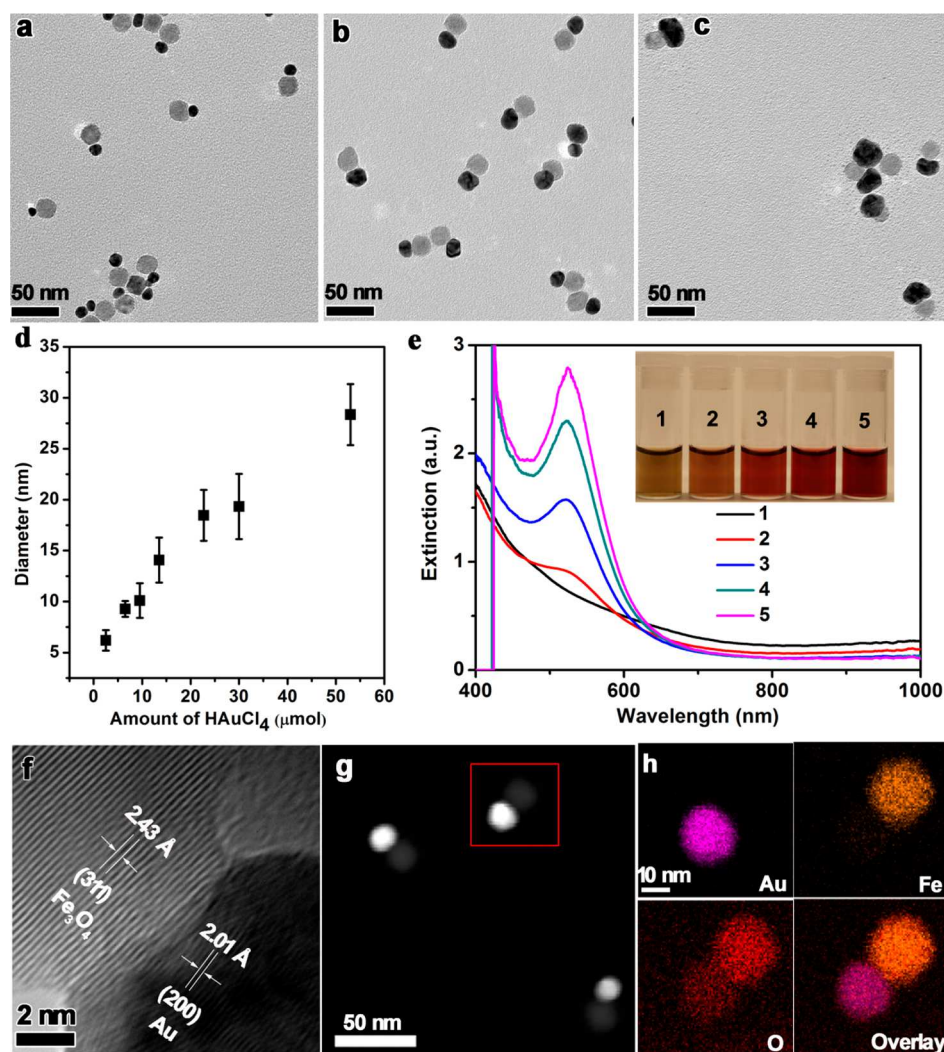 a
b
c
50 nm
50 nm
50 nm
d
35
30
25
20
15
10
5
Diameter (nm)
0 10 20 30 40 50 60
Amount of HAuCl₄ (μmol)
e
3
2
1
0
Extinction (a.u.)
400 600 800 1000
Wavelength (nm)
1 2 3 4 5
1
2
3
4
5
f
2.43 Å
(311)
Fe₃O₄
2.01 Å
(200)
Au
2 nm
g
50 nm
h
10 nm
Au
Fe
O
Overlay